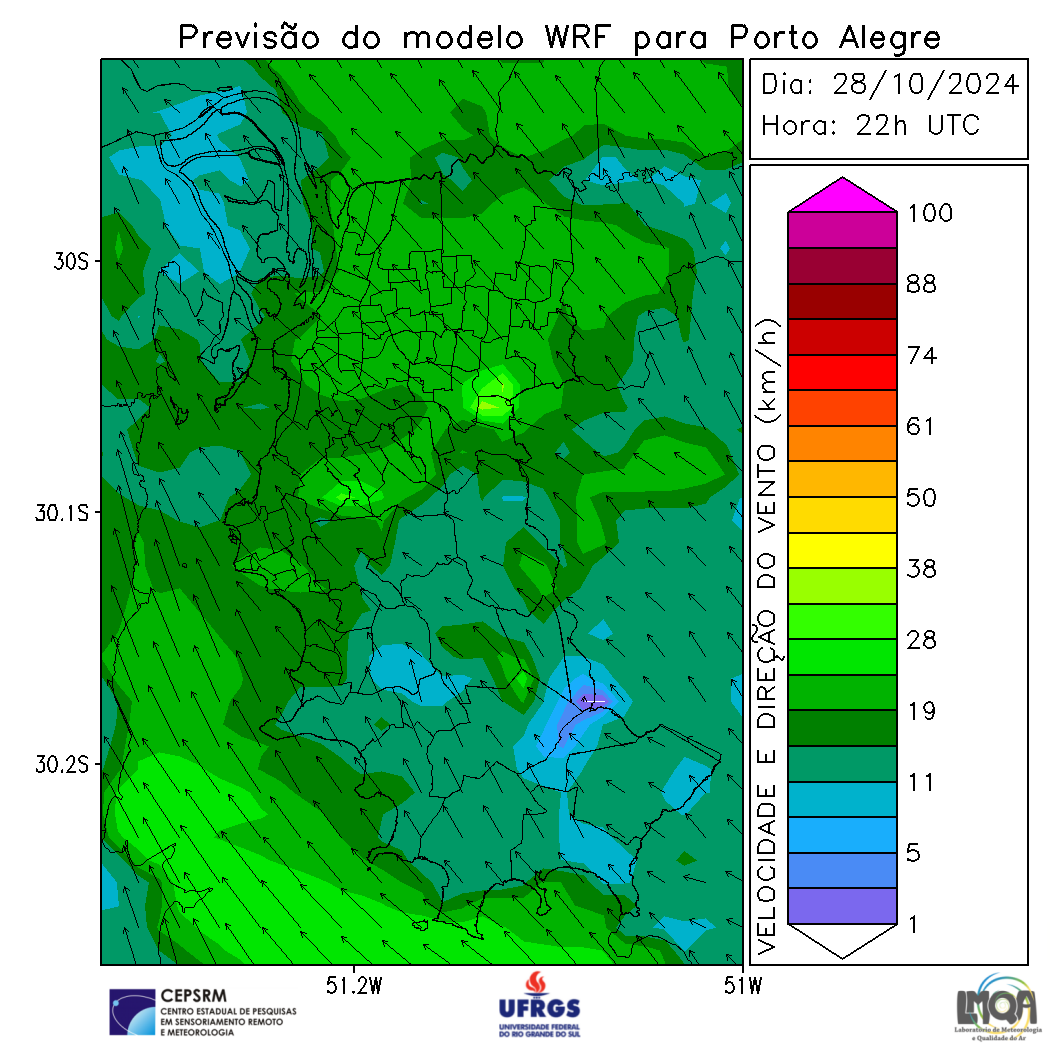 Previsão do modelo WRF para Porto Alegre
Dia: 28/10/2024
Hora: 22h UTC
30S
30.1S
30.2S
51.2W
51W
VELOCIDADE E DIREÇÃO DO VENTO (km/h)
100
88
74
61
50
38
28
19
11
5
1
CEPSRM
CENTRO ESTADUAL DE PESQUISAS
EM SENSORIAMENTO REMOTO
E METEOROLOGIA
UFRGS
UNIVERSIDADE FEDERAL
DO RIO GRANDE DO SUL
LMQA
Laboratório de Meteorologia
e Qualidade do Ar